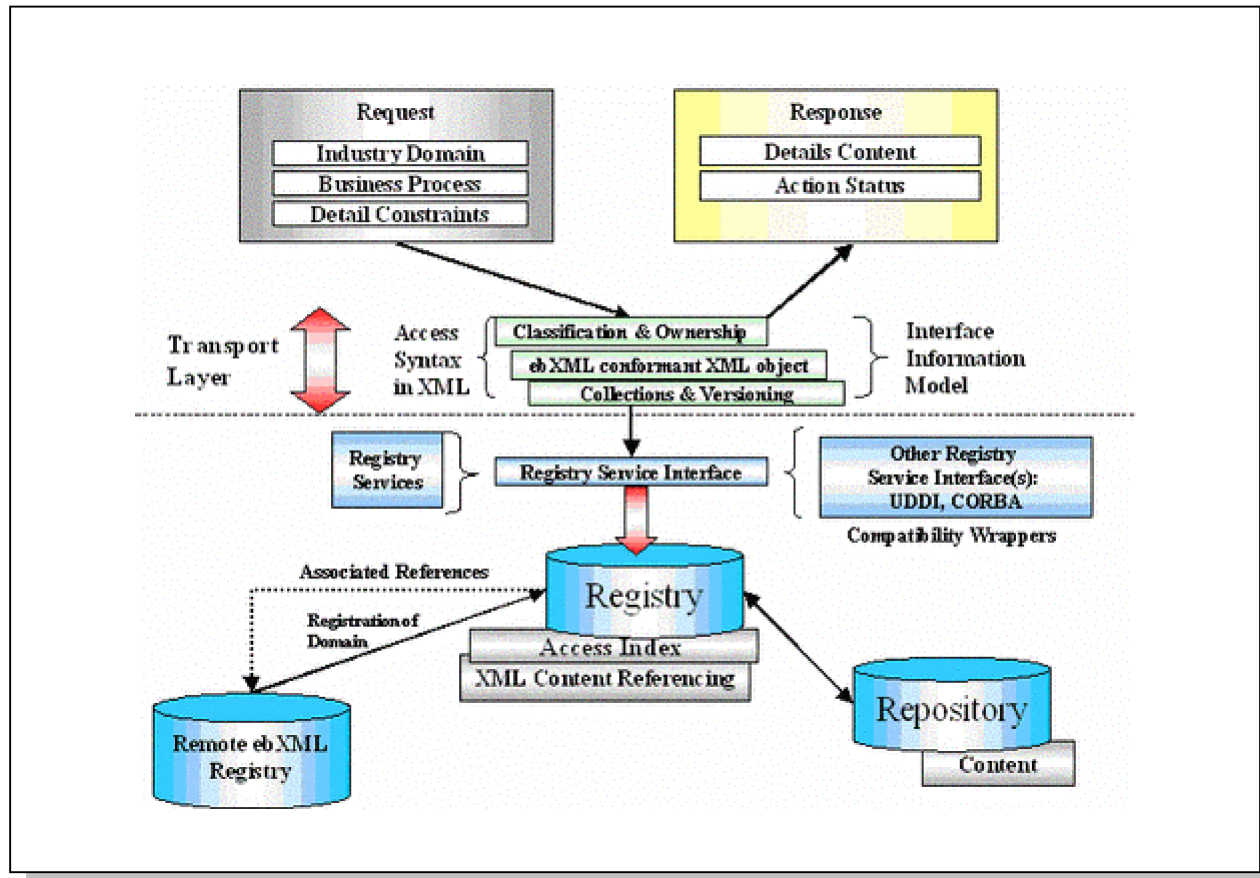 Request
Industry Domain
Business Process
Detail Constraints
Response
Details Content
Action Status
Transport
Layer
Access
Syntax
in XML
Classification & Ownership
ebXML conformant XML object
Collections & Versioning
Interface
Information
Model
Registry
Services
Registry Service Interface
Other Registry
Service Interface(s):
UDDI, CORBA
Compatibility Wrappers
Associated References
Registration of
Domain
Registry
Access Index
XML Content Referencing
Remote ebXML
Registry
Repository
Content